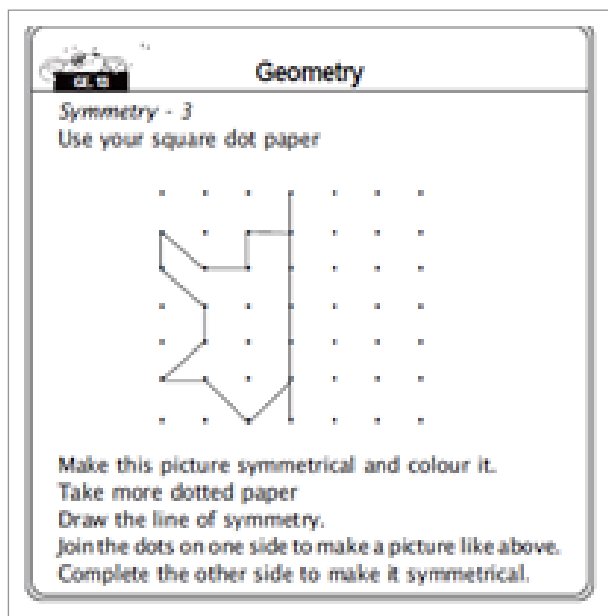 Geometry
Symmetry - 3
Use your square dot paper
Make this picture symmetrical and colour it.
Take more dotted paper
Draw the line of symmetry.
Join the dots on one side to make a picture like above.
Complete the other side to make it symmetrical.